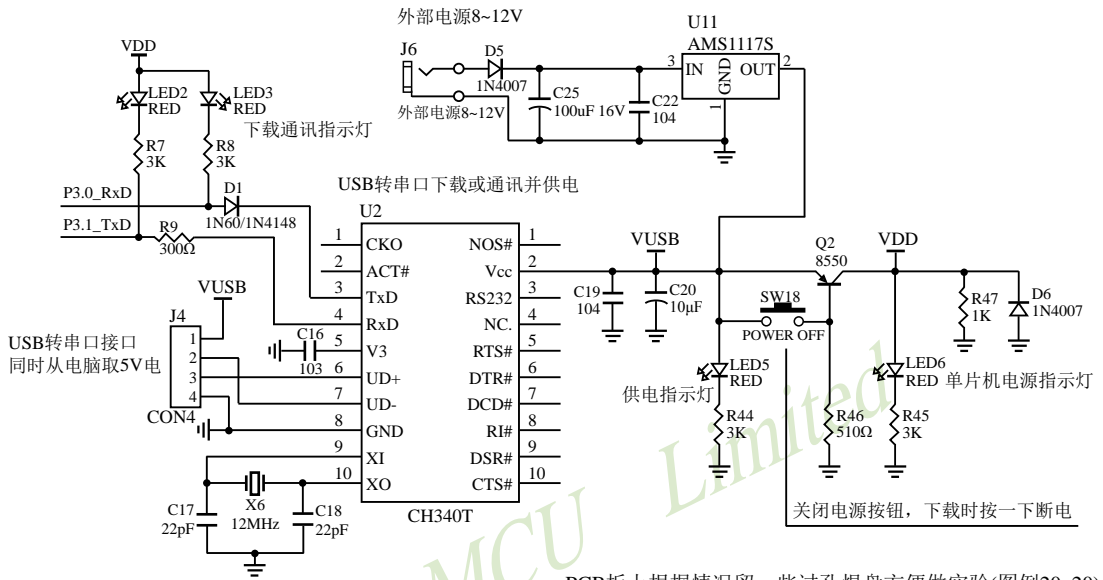 外部电源8~12V
U11
AMS1117S
VDD
J6
D5
1N4007
3
IN
GND
OUT
2
1
外部电源8~12V
C25
100uF 16V
C22
104
LED2
RED
LED3
RED
下载通讯指示灯
R7
3K
R8
3K
P3.0_RxD
D1
1N60/1N4148
P3.1_TxD
R9
300Ω
USB转串口下载或通讯并供电
U2
1
CKO
NOS#
1
2
ACT#
Vcc
2
3
TxD
RS232
3
4
RxD
NC.
4
5
V3
RTS#
5
6
UD+
DTR#
6
7
UD-
DCD#
7
8
GND
RI#
8
9
XI
DSR#
9
10
XO
CTS#
10
CH340T
VUSB
J4
1
2
3
4
CON4
USB转串口接口
同时从电脑取5V电
C16
103
C17
22pF
X6
12MHz
C18
22pF
VUSB
Q2
8550
VDD
C19
104
C20
10μF
SW18
POWER OFF
R47
1K
D6
1N4007
LED5
RED
供电指示灯
LED6
RED
单片机电源指示灯
R44
3K
R46
510Ω
R45
3K
关闭电源按钮，下载时按一下断电
MCU Limited